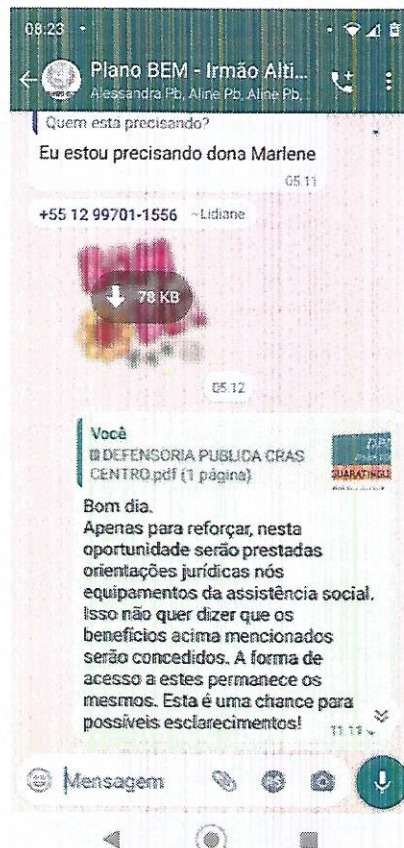 08:23
Plano BEM - Irmão Alti...
Alessandra Pb, Aline Pb, Aline Pb,
Quem esta precisando?
Eu estou precisando dona Marlene
05:11
+55 12 99701-1556 ~Lidiane
78 KB
05:12
Você
DEFENSORIA PUBLICA CRAS
CENTRO.pdf (1 página)
Bom dia.
Apenas para reforçar, nesta
oportunidade serão prestadas
orientações jurídicas nós
equipamentos da assistência social.
Isso não quer dizer que os
benefícios acima mencionados
serão concedidos. A forma de
acesso a estes permanece os
mesmos. Esta é uma chance para
possíveis esclarecimentos!
Mensagem